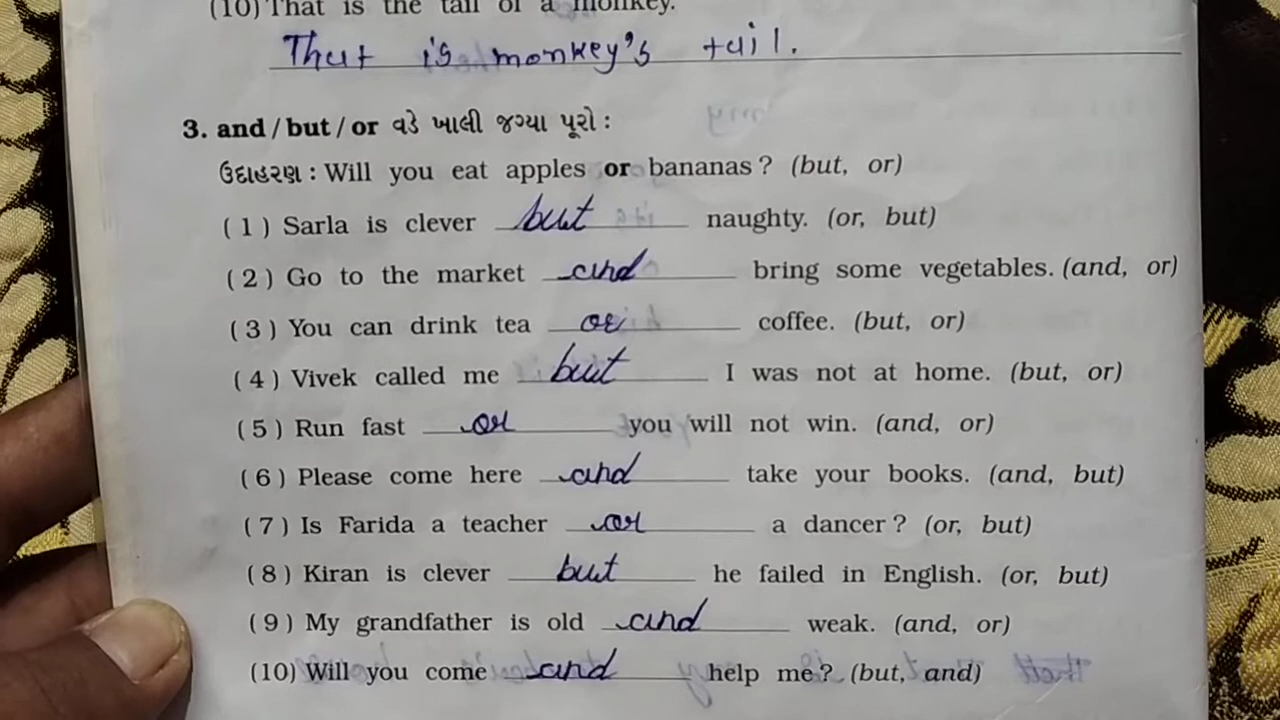 (10) That is the tail of a monkey.
That is monkey's tail.
3. and / but / or વડે ખાલી જગ્યા પૂરો :
ઉદાહરણ : Will you eat apples or bananas ? (but, or)
( 1 ) Sarla is clever but naughty. (or, but)
( 2 ) Go to the market and bring some vegetables. (and, or)
( 3 ) You can drink tea or coffee. (but, or)
( 4 ) Vivek called me but I was not at home. (but, or)
( 5 ) Run fast or you will not win. (and, or)
( 6 ) Please come here and take your books. (and, but)
( 7 ) Is Farida a teacher or a dancer ? (or, but)
( 8 ) Kiran is clever but he failed in English. (or, but)
( 9 ) My grandfather is old and weak. (and, or)
(10) Will you come and help me ? (but, and)